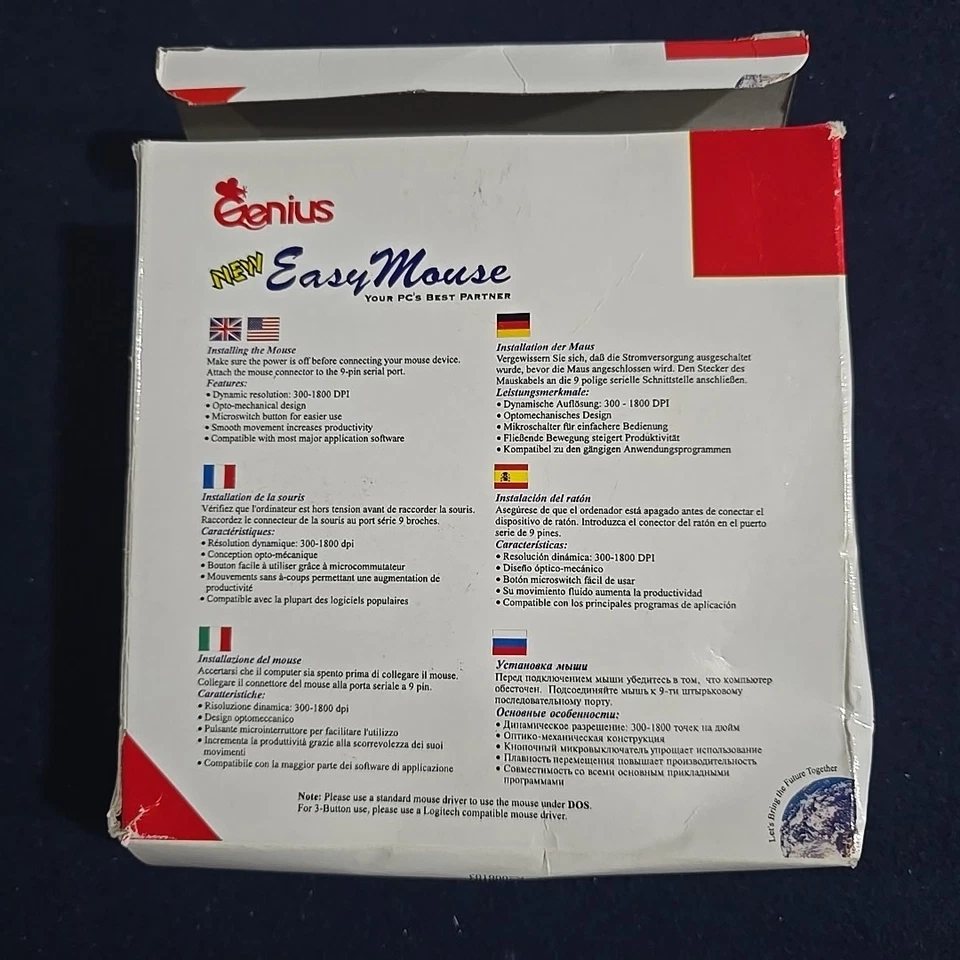 Genius
NEW EasyMouse
YOUR PC'S BEST PARTNER
Installing the Mouse
Make sure the power is off before connecting your mouse device.
Attach the mouse connector to the 9-pin serial port.
Features:
• Dynamic resolution: 300-1800 DPI
• Opto-mechanical design
• Microswitch button for easier use
• Smooth movement increases productivity
• Compatible with most major application software
Installation der Maus
Vergewissern Sie sich, daß die Stromversorgung ausgeschaltet
wurde, bevor die Maus angeschlossen wird. Den Stecker des
Mauskabels an die 9 polige serielle Schnittstelle anschließen.
Leistungsmerkmale:
• Dynamische Auflösung: 300 - 1800 DPI
• Optomechanisches Design
• Mikroschalter für einfachere Bedienung
• Fließende Bewegung steigert Produktivität
• Kompatibel zu den gängigen Anwendungsprogrammen
Installation de la souris
Vérifiez que l'ordinateur est hors tension avant de raccorder la souris.
Raccordez le connecteur de la souris au port série 9 broches.
Caractéristiques:
• Résolution dynamique: 300-1800 dpi
• Conception opto-mécanique
• Bouton facile à utiliser grâce à microcommutateur
• Mouvements sans à-coups permettant une augmentation de
productivité
• Compatible avec la plupart des logiciels populaires
Instalación del ratón
Asegúrese de que el ordenador está apagado antes de conectar el
dispositivo de ratón. Introduzca el conector del ratón en el puerto
serie de 9 pines.
Características:
• Resolución dinámica: 300-1800 DPI
• Diseño óptico-mecánico
• Botón microswitch fácil de usar
• Su movimiento fluido aumenta la productividad
• Compatible con los principales programas de aplicación
Installazione del mouse
Accertarsi che il computer sia spento prima di collegare il mouse.
Collegare il connettore del mouse alla porta seriale a 9 pin.
Caratteristiche:
• Risoluzione dinamica: 300-1800 dpi
• Design optomeccanico
• Pulsante microinterruttore per facilitare l'utilizzo
• Incrementa la produttività grazie alla scorrevolezza dei suoi
movimenti
• Compatibile con la maggior parte dei software di applicazione
Установка мыши
Перед подключением мыши убедитесь в том, что компьютер
обесточен. Подсоединяйте мышь к 9-ти штырьковому
последовательному порту.
Основные особенности:
• Динамическое разрешение: 300-1800 точек на дюйм
• Оптико-механическая конструкция
• Кнопочный микровыключатель упрощает использование
• Плавность перемещения повышает производительность
• Совместимость со всеми основным прикладными
программами
Note: Please use a standard mouse driver to use the mouse under DOS.
For 3-Button use, please use a Logitech compatible mouse driver.
Let's Bring the Future Together